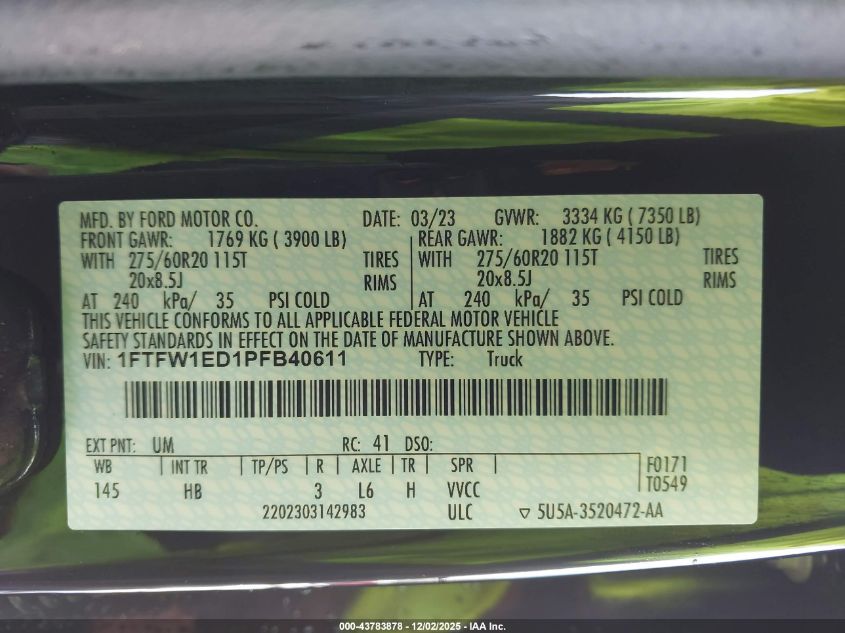 MFD. BY FORD MOTOR CO. DATE: 03/23 GVWR: 3334 KG ( 7350 LB)
FRONT GAWR: 1769 KG ( 3900 LB) REAR GAWR: 1882 KG ( 4150 LB)
WITH 275/60R20 115T TIRES WITH 275/60R20 115T TIRES
20x8.5J RIMS 20x8.5J RIMS
AT 240 kPa/ 35 PSI COLD AT 240 kPa/ 35 PSI COLD
THIS VEHICLE CONFORMS TO ALL APPLICABLE FEDERAL MOTOR VEHICLE
SAFETY STANDARDS IN EFFECT ON THE DATE OF MANUFACTURE SHOWN ABOVE.
VIN: 1FTFW1ED1PFB40611 TYPE: Truck
EXT PNT: UM RC: 41 DSO:
WB INT TR TP/PS R AXLE TR SPR F0171
145 HB 3 L6 H VVCC T0549
2202303142983 ULC ▽ 5U5A-3520472-AA
000-43783878 - 12/02/2025 - IAA Inc.